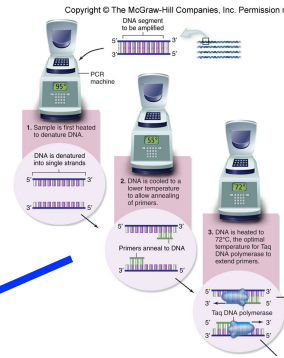 Copyright © The McGraw-Hill Companies, Inc. Permission
DNA segment
to be amplified
5' 3'
3' 5'
PCR
machine
95°
1. Sample is first heated
to denature DNA.
DNA is denatured
into single strands
5' 3'
3' 5'
55°
2. DNA is cooled to a
lower temperature
to allow annealing
of primers.
5' 3'
Primers anneal to DNA
3' 5'
72°
3. DNA is heated to
72°C, the optimal
temperature for Taq
DNA polymerase to
extend primers.
5' 3'
3' 5'
Taq DNA polymerase
5' 3'
3' 5'